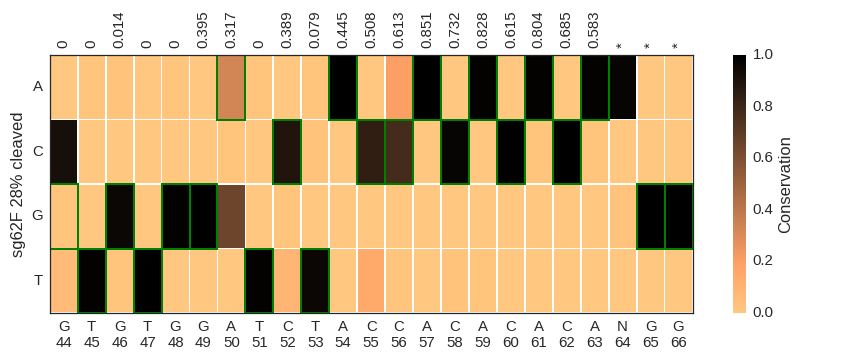 0 0 0.014 0 0 0.395 0.317 0 0.389 0.079 0.445 0.508 0.613 0.851 0.732 0.828 0.615 0.804 0.685 0.583 * * *
sg62F 28% cleaved
A
C
G
T
G T G T G G A T C T A C C A C A C A C A N G G
44 45 46 47 48 49 50 51 52 53 54 55 56 57 58 59 60 61 62 63 64 65 66
1.0
0.8
0.6
0.4
0.2
0.0
Conservation